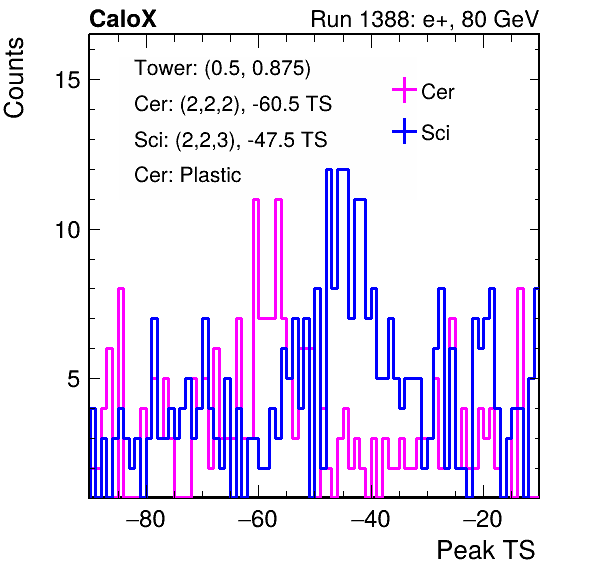 CaloX Run 1388: e+, 80 GeV
Counts
Tower: (0.5, 0.875)
Cer: (2,2,2), -60.5 TS
Sci: (2,2,3), -47.5 TS
Cer: Plastic
Cer
Sci
15
10
5
−80 −60 −40 −20
Peak TS